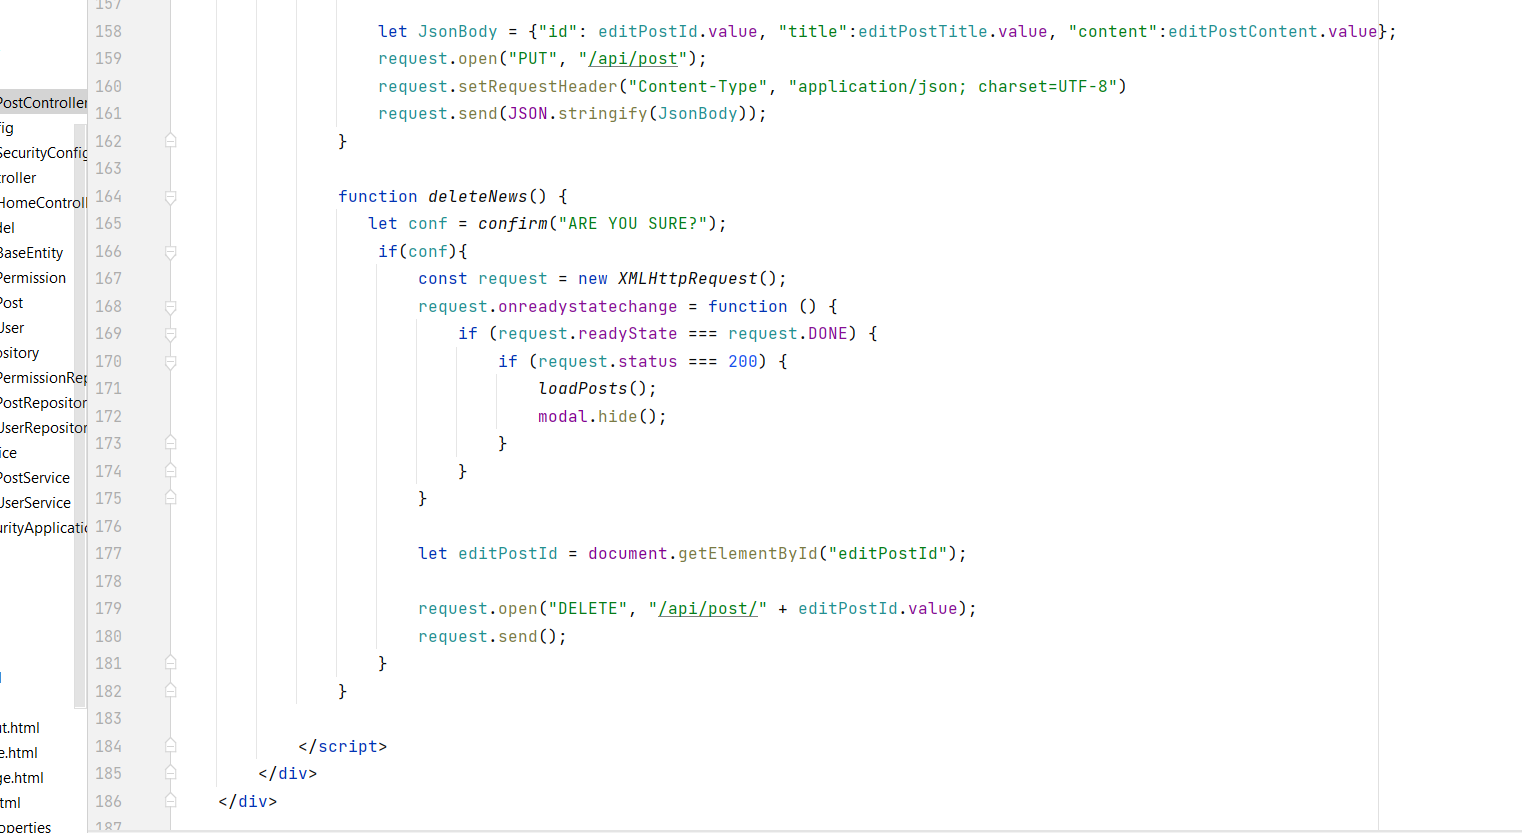 157
158 let JsonBody = {"id": editPostId.value, "title":editPostTitle.value, "content":editPostContent.value};
159 request.open("PUT", "/api/post");
160 request.setRequestHeader("Content-Type", "application/json; charset=UTF-8")
161 request.send(JSON.stringify(JsonBody));
162 }
163
164 function deleteNews() {
165 let conf = confirm("ARE YOU SURE?");
166 if(conf){
167 const request = new XMLHttpRequest();
168 request.onreadystatechange = function () {
169 if (request.readyState === request.DONE) {
170 if (request.status === 200) {
171 loadPosts();
172 modal.hide();
173 }
174 }
175 }
176
177 let editPostId = document.getElementById("editPostId");
178
179 request.open("DELETE", "/api/post/" + editPostId.value);
180 request.send();
181 }
182 }
183
184 </script>
185 </div>
186 </div>
187
PostController
fig
SecurityConfig
troller
HomeControll
del
BaseEntity
Permission
Post
User
ository
PermissionRep
PostRepositor
UserRepositor
ice
PostService
UserService
urityApplicatio
ut.html
e.html
ge.html
tml
operties